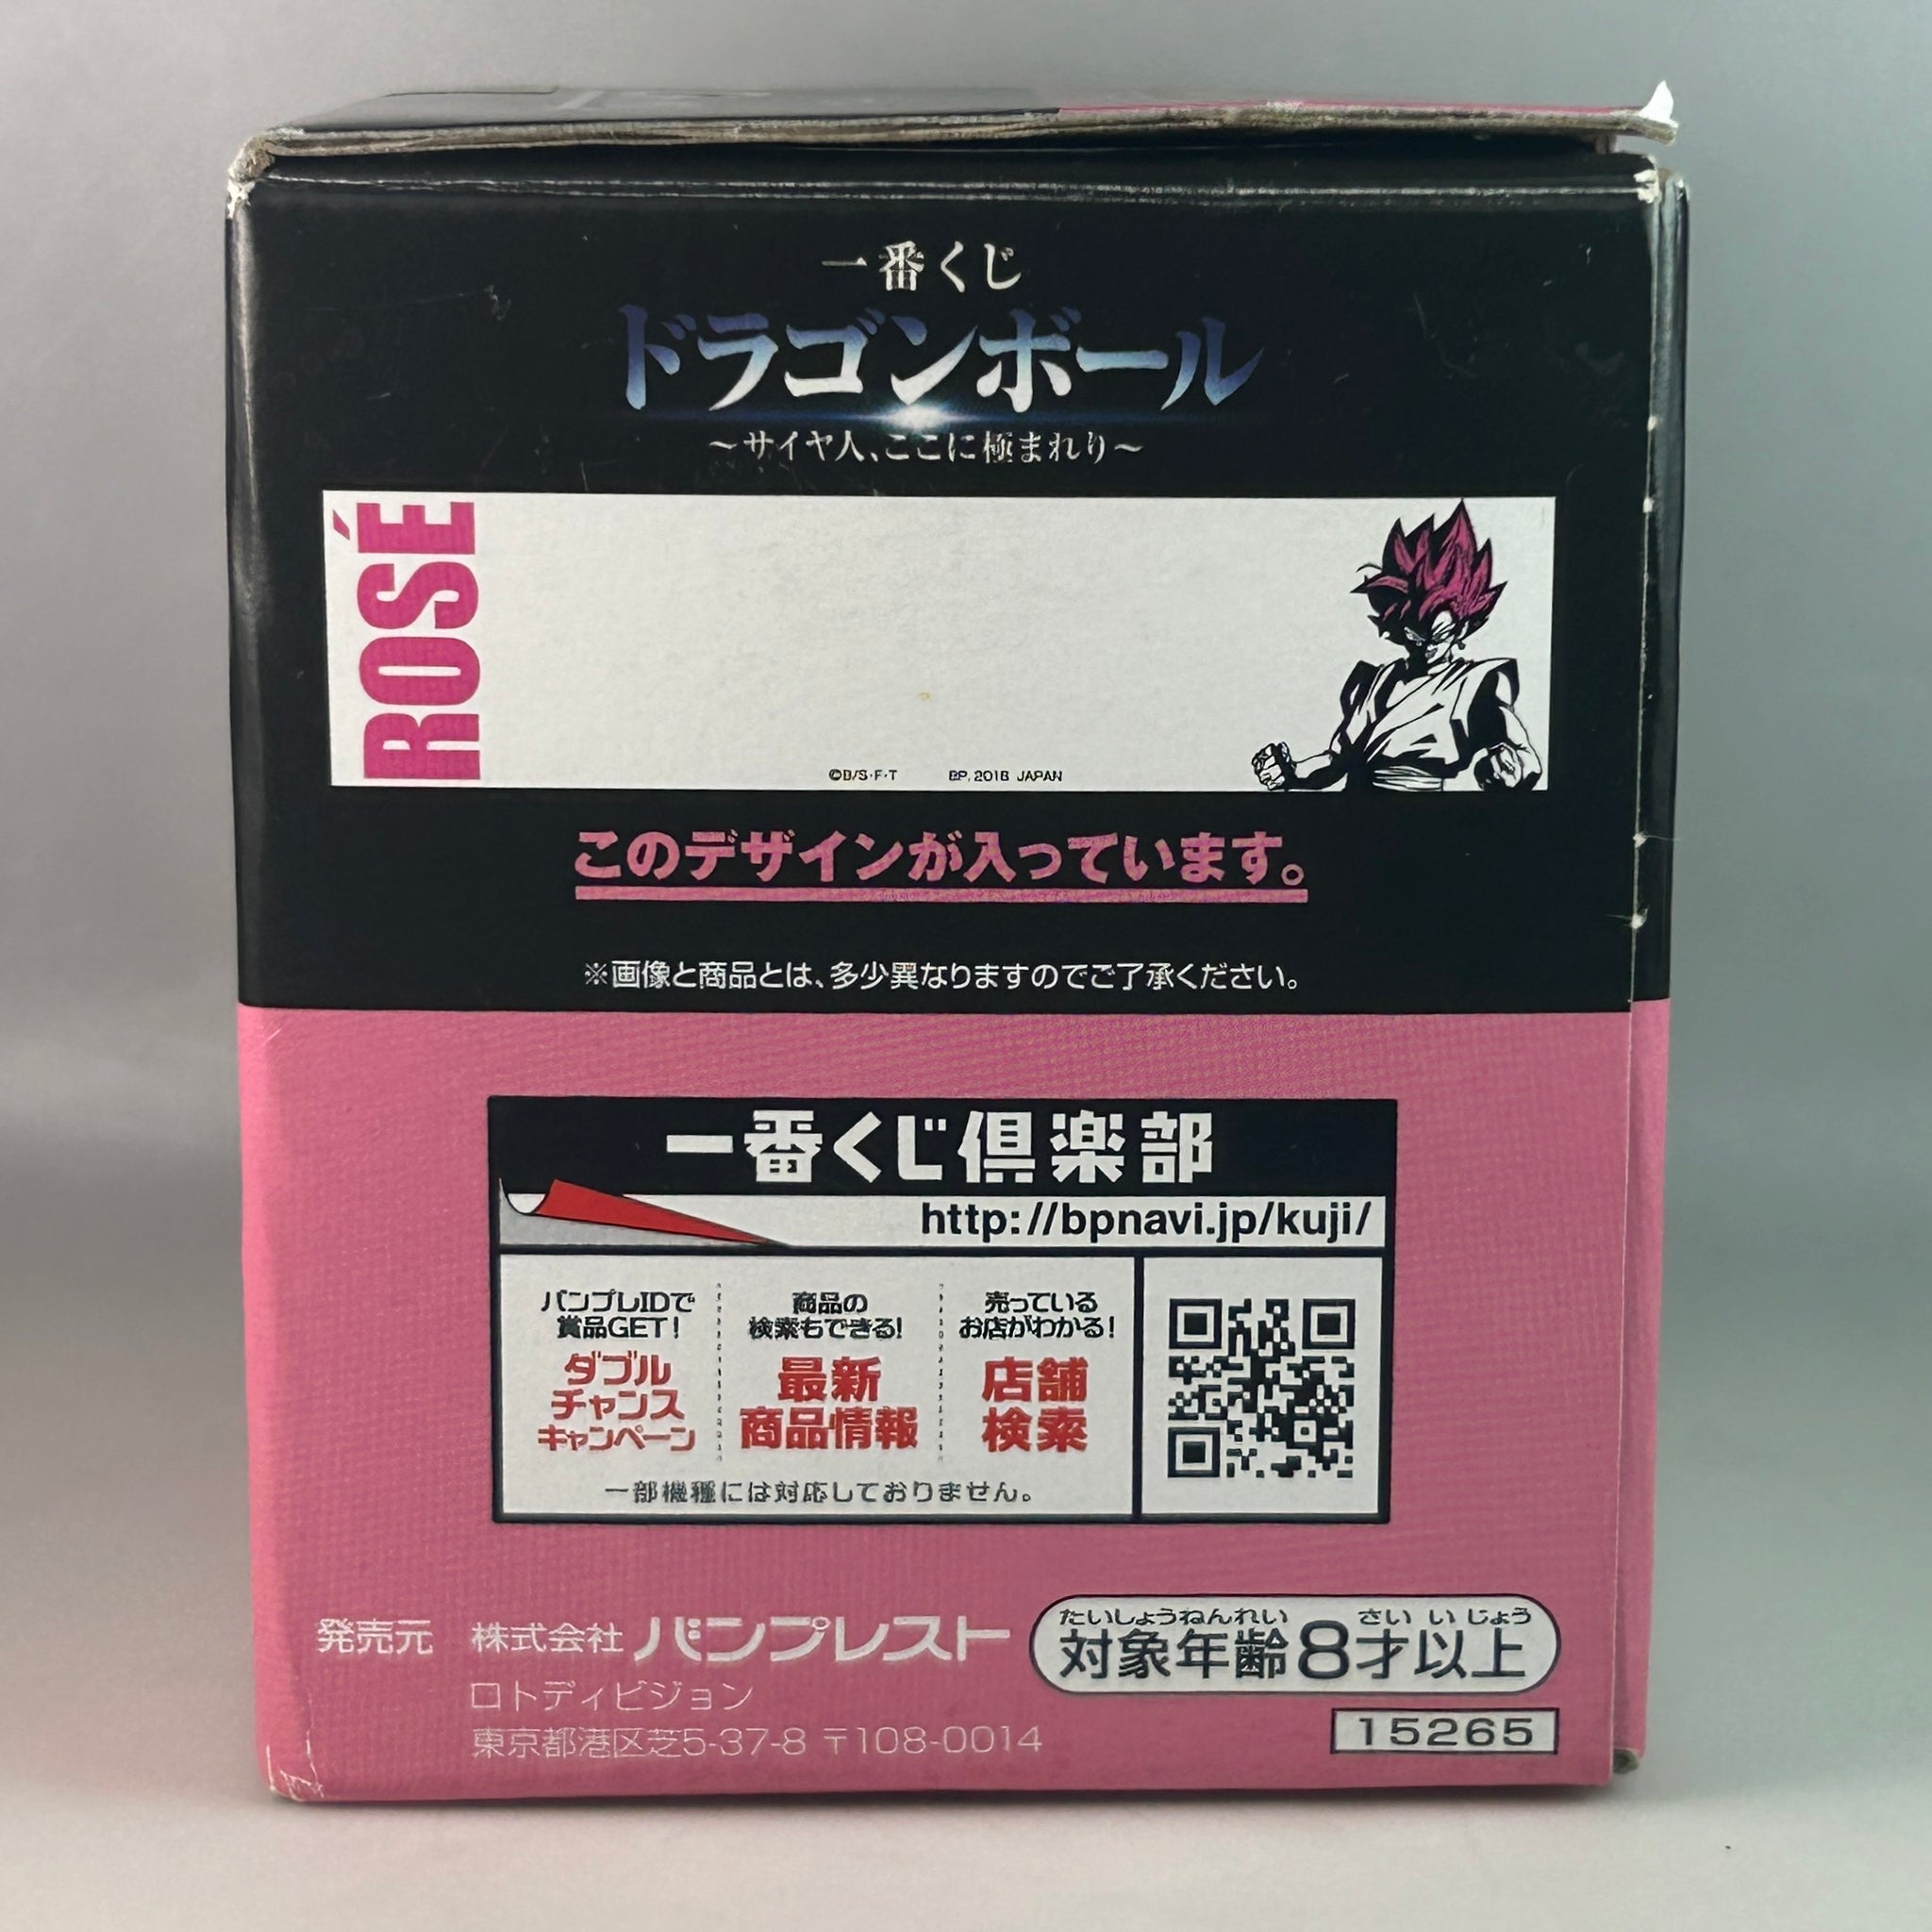 一番くじ
ドラゴンボール
～サイヤ人、ここに極まれり～
ROSÉ
©B/S・F・T BP,2018 JAPAN
このデザインが入っています。
※画像と商品とは、多少異なりますのでご了承ください。
一番くじ倶楽部
http://bpnavi.jp/kuji/
バンプレIDで
賞品GET!
ダブル
チャンス
キャンペーン
商品の
検索もできる!
最新
商品情報
売っている
お店がわかる!
店舗
検索
一部機種には対応しておりません。
発売元 株式会社バンプレスト
ロトディビジョン
東京都港区芝5-37-8 〒108-0014
たいしょうねんれい さい い じょう
対象年齢8才以上
15265